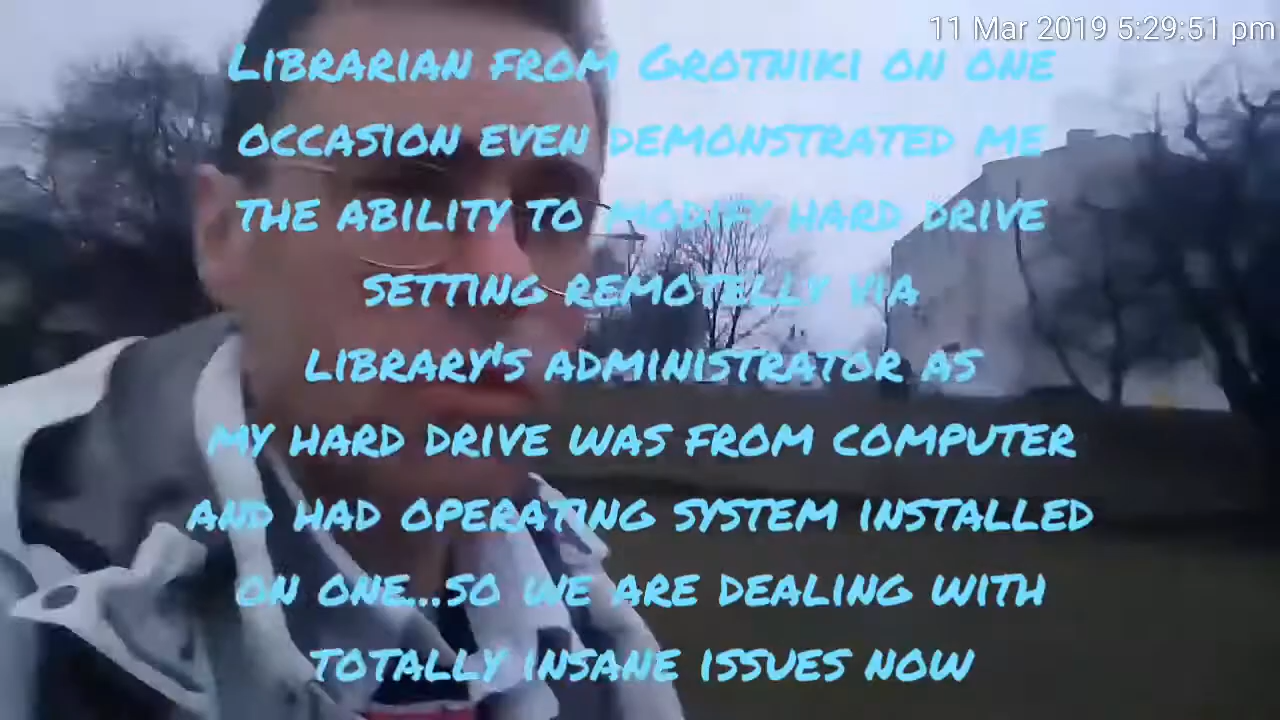 11 Mar 2019 5:29:51 pm
Librarian from Grotniki on one
occasion even demonstrated me
the ability to modify hard drive
setting remotelly via
library's administrator as
my hard drive was from computer
and had operating system installed
on one...so we are dealing with
totally insane issues now